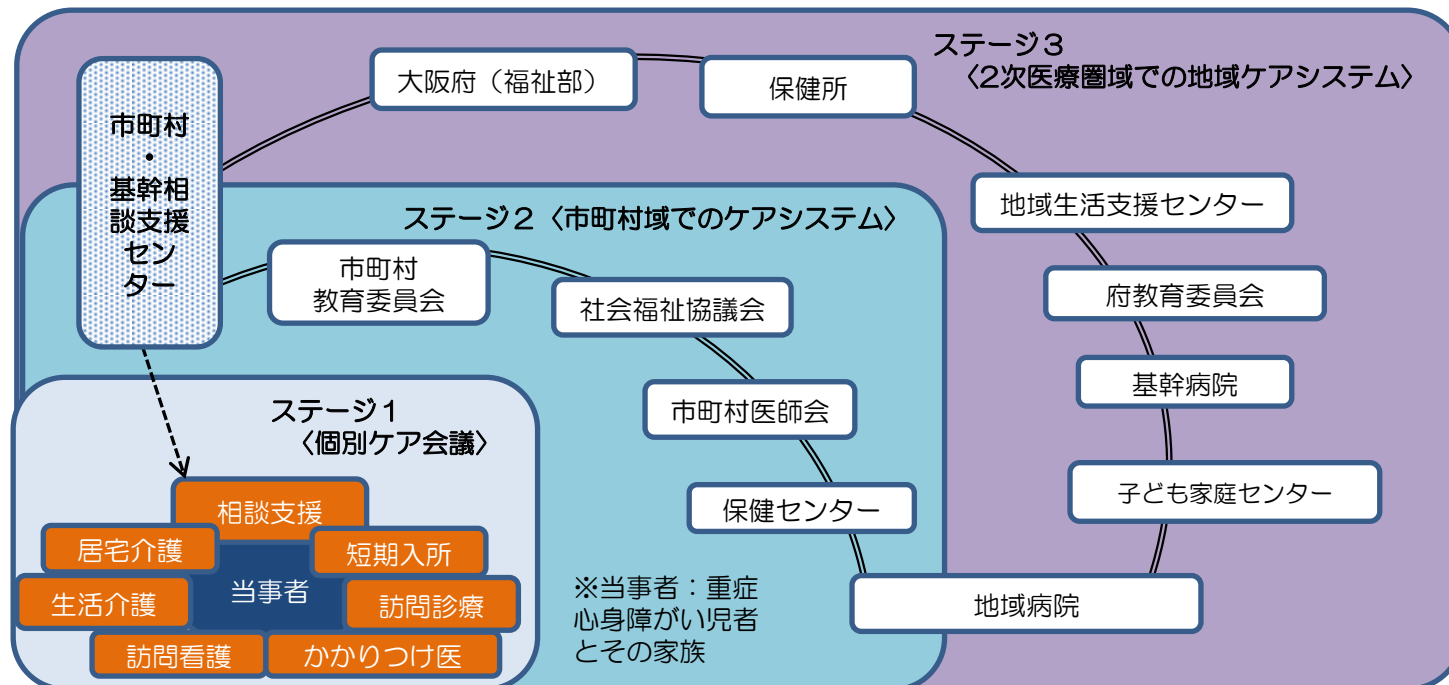 ステージ３
〈2次医療圏域での地域ケアシステム〉
大阪府（福祉部）
保健所
市町村
・
基幹相
談支援
セン
ター
地域生活支援センター
ステージ２〈市町村域でのケアシステム〉
市町村
教育委員会
社会福祉協議会
府教育委員会
基幹病院
市町村医師会
ステージ１
〈個別ケア会議〉
子ども家庭センター
保健センター
相談支援
居宅介護
短期入所
当事者
生活介護
訪問診療
訪問看護
かかりつけ医
※当事者：重症
心身障がい児者
とその家族
地域病院